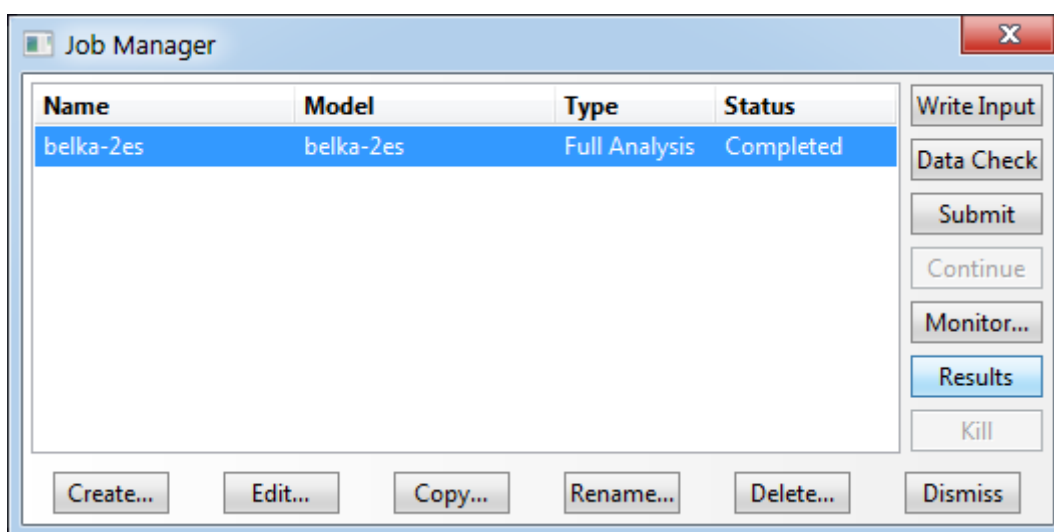 Job Manager
x
Name Model Type Status
belka-2es belka-2es Full Analysis Completed
Write Input
Data Check
Submit
Continue
Monitor...
Results
Kill
Create... Edit... Copy... Rename... Delete... Dismiss